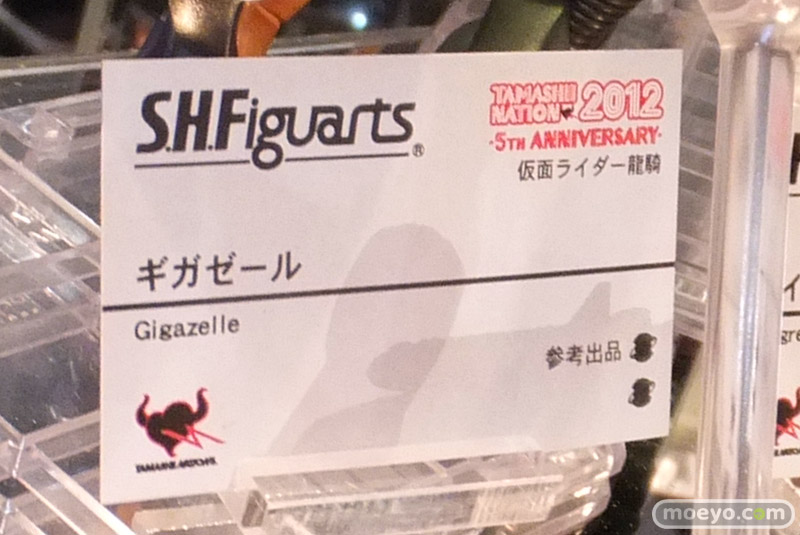 S.H.Figuarts®
TAMASHII
NATION 2012
·5TH ANNIVERSARY·
仮面ライダー龍騎
ギガゼール
Gigazelle
参考出品
moeyo.com